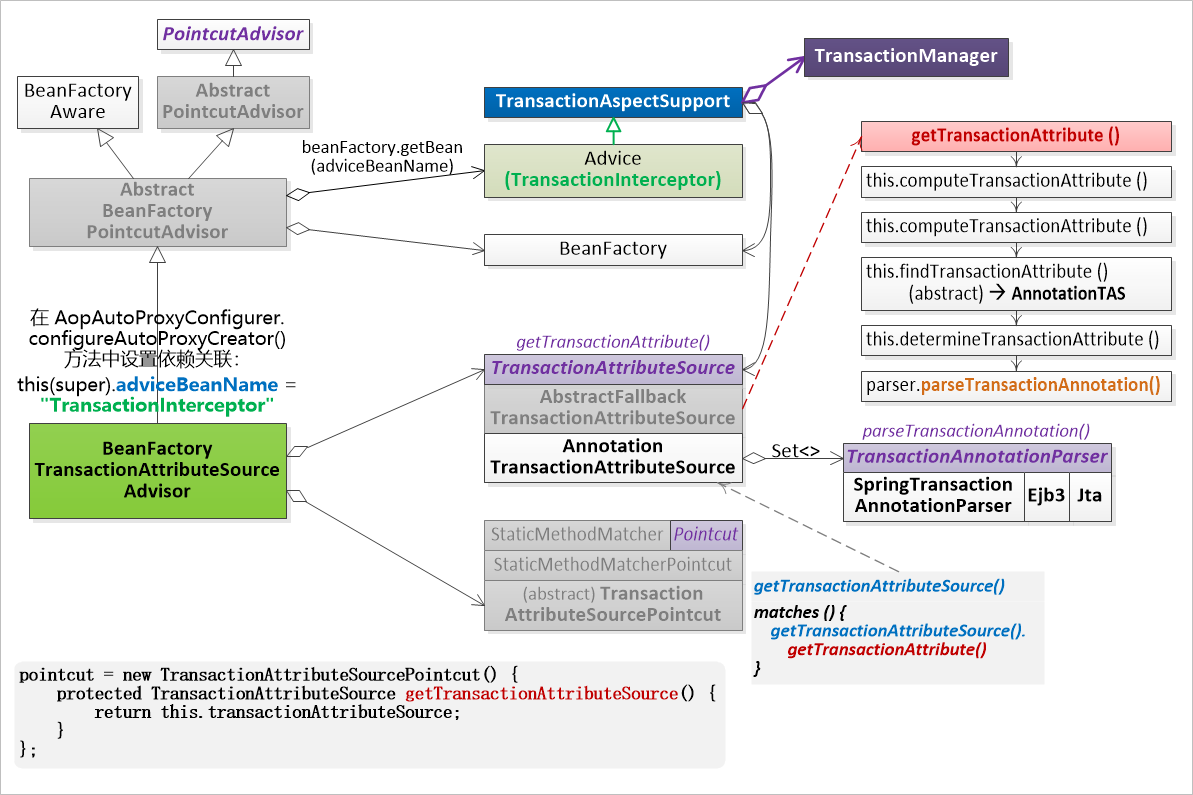 PointcutAdvisor
BeanFactory
Aware
Abstract
PointcutAdvisor
Abstract
BeanFactory
PointcutAdvisor
beanFactory.getBean
(adviceBeanName)
TransactionManager
TransactionAspectSupport
Advice
(TransactionInterceptor)
BeanFactory
在 AopAutoProxyConfigurer.
configureAutoProxyCreator()
方法中设置依赖关联：
this(super).adviceBeanName =
"TransactionInterceptor"
BeanFactory
TransactionAttributeSource
Advisor
getTransactionAttribute()
TransactionAttributeSource
AbstractFallback
TransactionAttributeSource
Annotation
TransactionAttributeSource
Set<>
getTransactionAttribute ()
this.computeTransactionAttribute ()
this.computeTransactionAttribute ()
this.findTransactionAttribute ()
(abstract) → AnnotationTAS
this.determineTransactionAttribute ()
parser.parseTransactionAnnotation()
parseTransactionAnnotation()
TransactionAnnotationParser
SpringTransaction
AnnotationParser
Ejb3
Jta
StaticMethodMatcher
Pointcut
StaticMethodMatcherPointcut
(abstract) Transaction
AttributeSourcePointcut
getTransactionAttributeSource()
matches () {
getTransactionAttributeSource().
getTransactionAttribute()
}
pointcut = new TransactionAttributeSourcePointcut() {
protected TransactionAttributeSource getTransactionAttributeSource() {
return this.transactionAttributeSource;
}
};